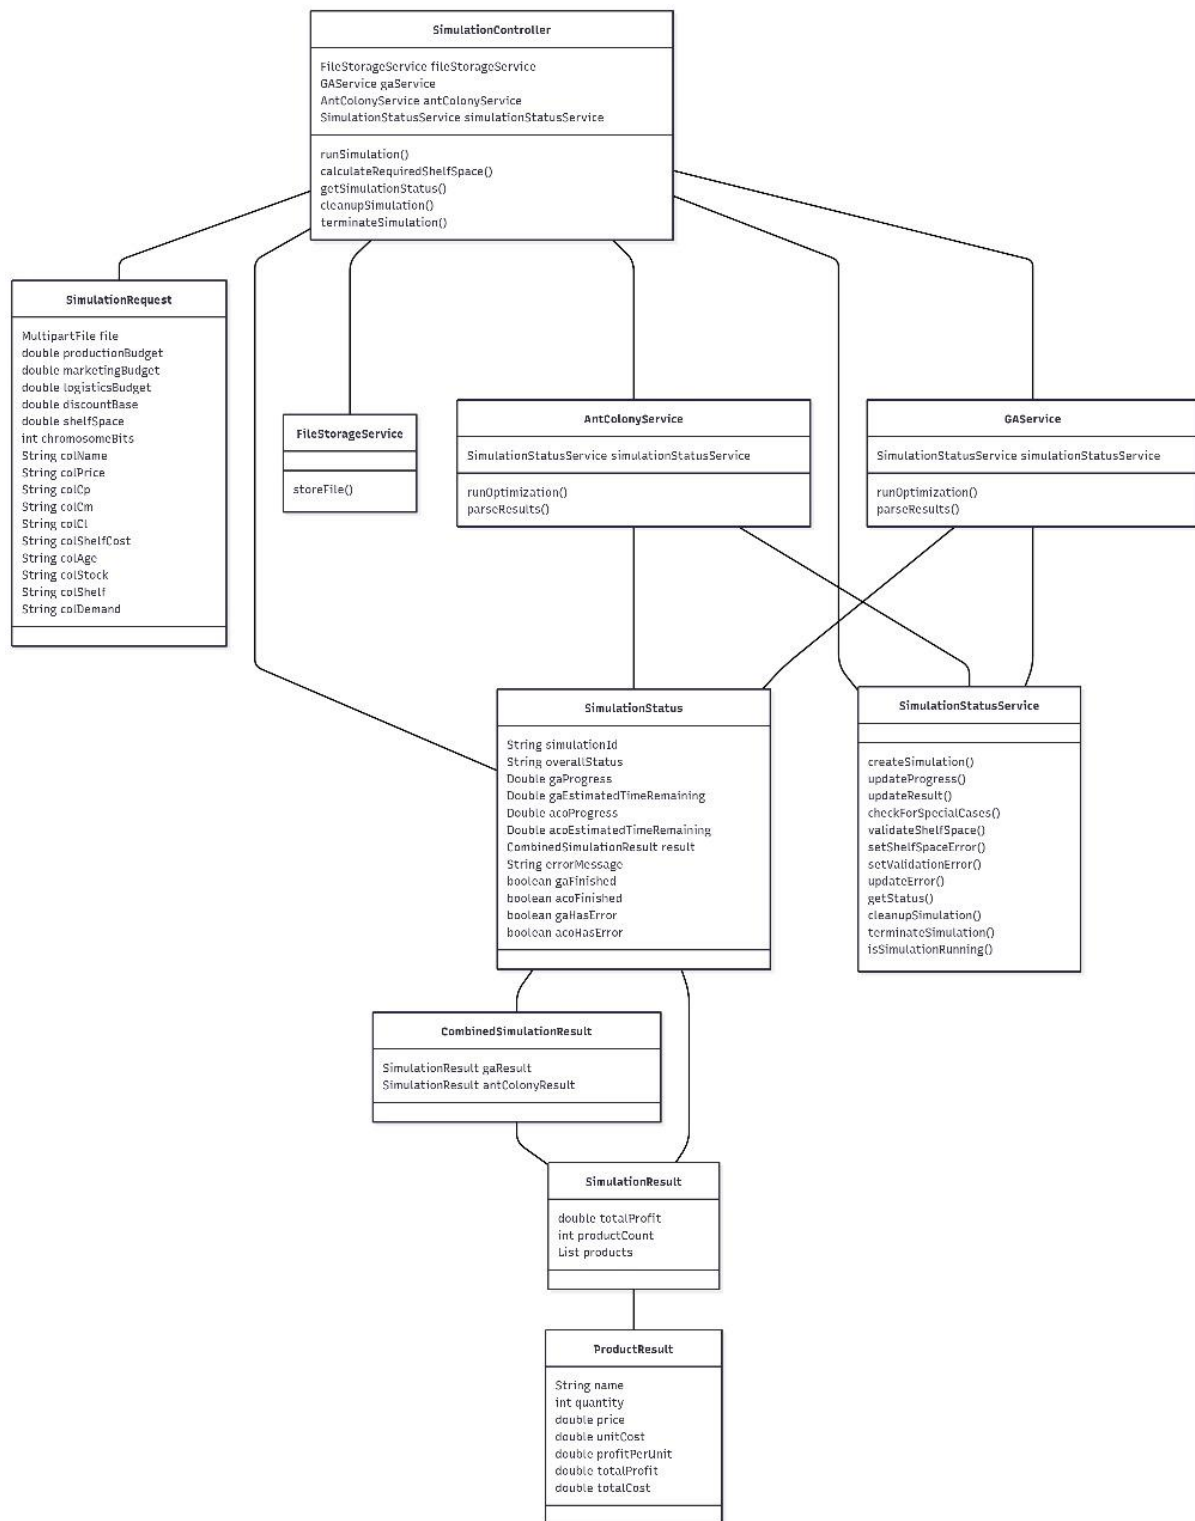 SimulationController
FileStorageService fileStorageService
GAService gaService
AntColonyService antColonyService
SimulationStatusService simulationStatusService
runSimulation()
calculateRequiredShelfSpace()
getSimulationStatus()
cleanupSimulation()
terminateSimulation()
SimulationRequest
MultipartFile file
double productionBudget
double marketingBudget
double logisticsBudget
double discountBase
double shelfSpace
int chromosomeBits
String colName
String colPrice
String colCp
String colCm
String colCl
String colShelfCost
String colAge
String colStock
String colShelf
String colDemand
FileStorageService
storeFile()
AntColonyService
SimulationStatusService simulationStatusService
runOptimization()
parseResults()
GAService
SimulationStatusService simulationStatusService
runOptimization()
parseResults()
SimulationStatus
String simulationId
String overallStatus
Double gaProgress
Double gaEstimatedTimeRemaining
Double acoProgress
Double acoEstimatedTimeRemaining
CombinedSimulationResult result
String errorMessage
boolean gaFinished
boolean acoFinished
boolean gaHasError
boolean acoHasError
SimulationStatusService
createSimulation()
updateProgress()
updateResult()
checkForSpecialCases()
validateShelfSpace()
setShelfSpaceError()
setValidationError()
updateError()
getStatus()
cleanupSimulation()
terminateSimulation()
isSimulationRunning()
CombinedSimulationResult
SimulationResult gaResult
SimulationResult antColonyResult
SimulationResult
double totalProfit
int productCount
List products
ProductResult
String name
int quantity
double price
double unitCost
double profitPerUnit
double totalProfit
double totalCost